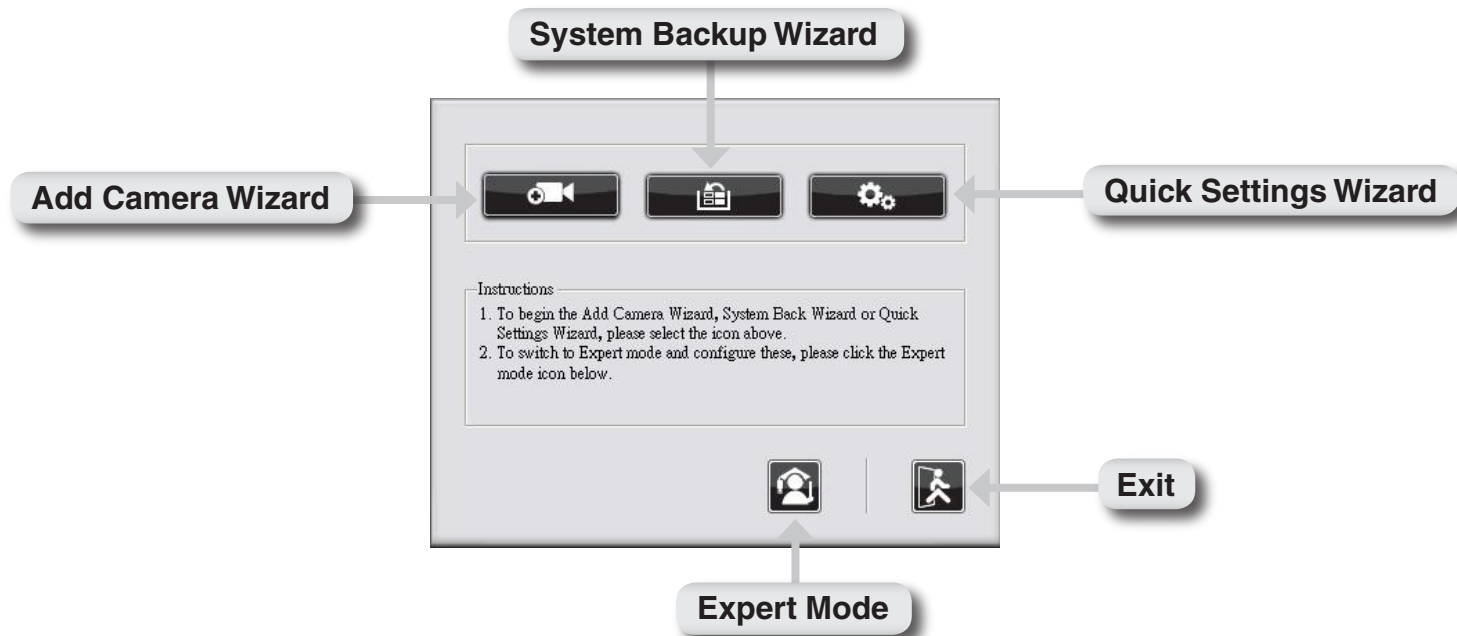 System Backup Wizard
Add Camera Wizard
Quick Settings Wizard
Instructions
1. To begin the Add Camera Wizard, System Back Wizard or Quick
Settings Wizard, please select the icon above.
2. To switch to Expert mode and configure these, please click the Expert
mode icon below.
Exit
Expert Mode